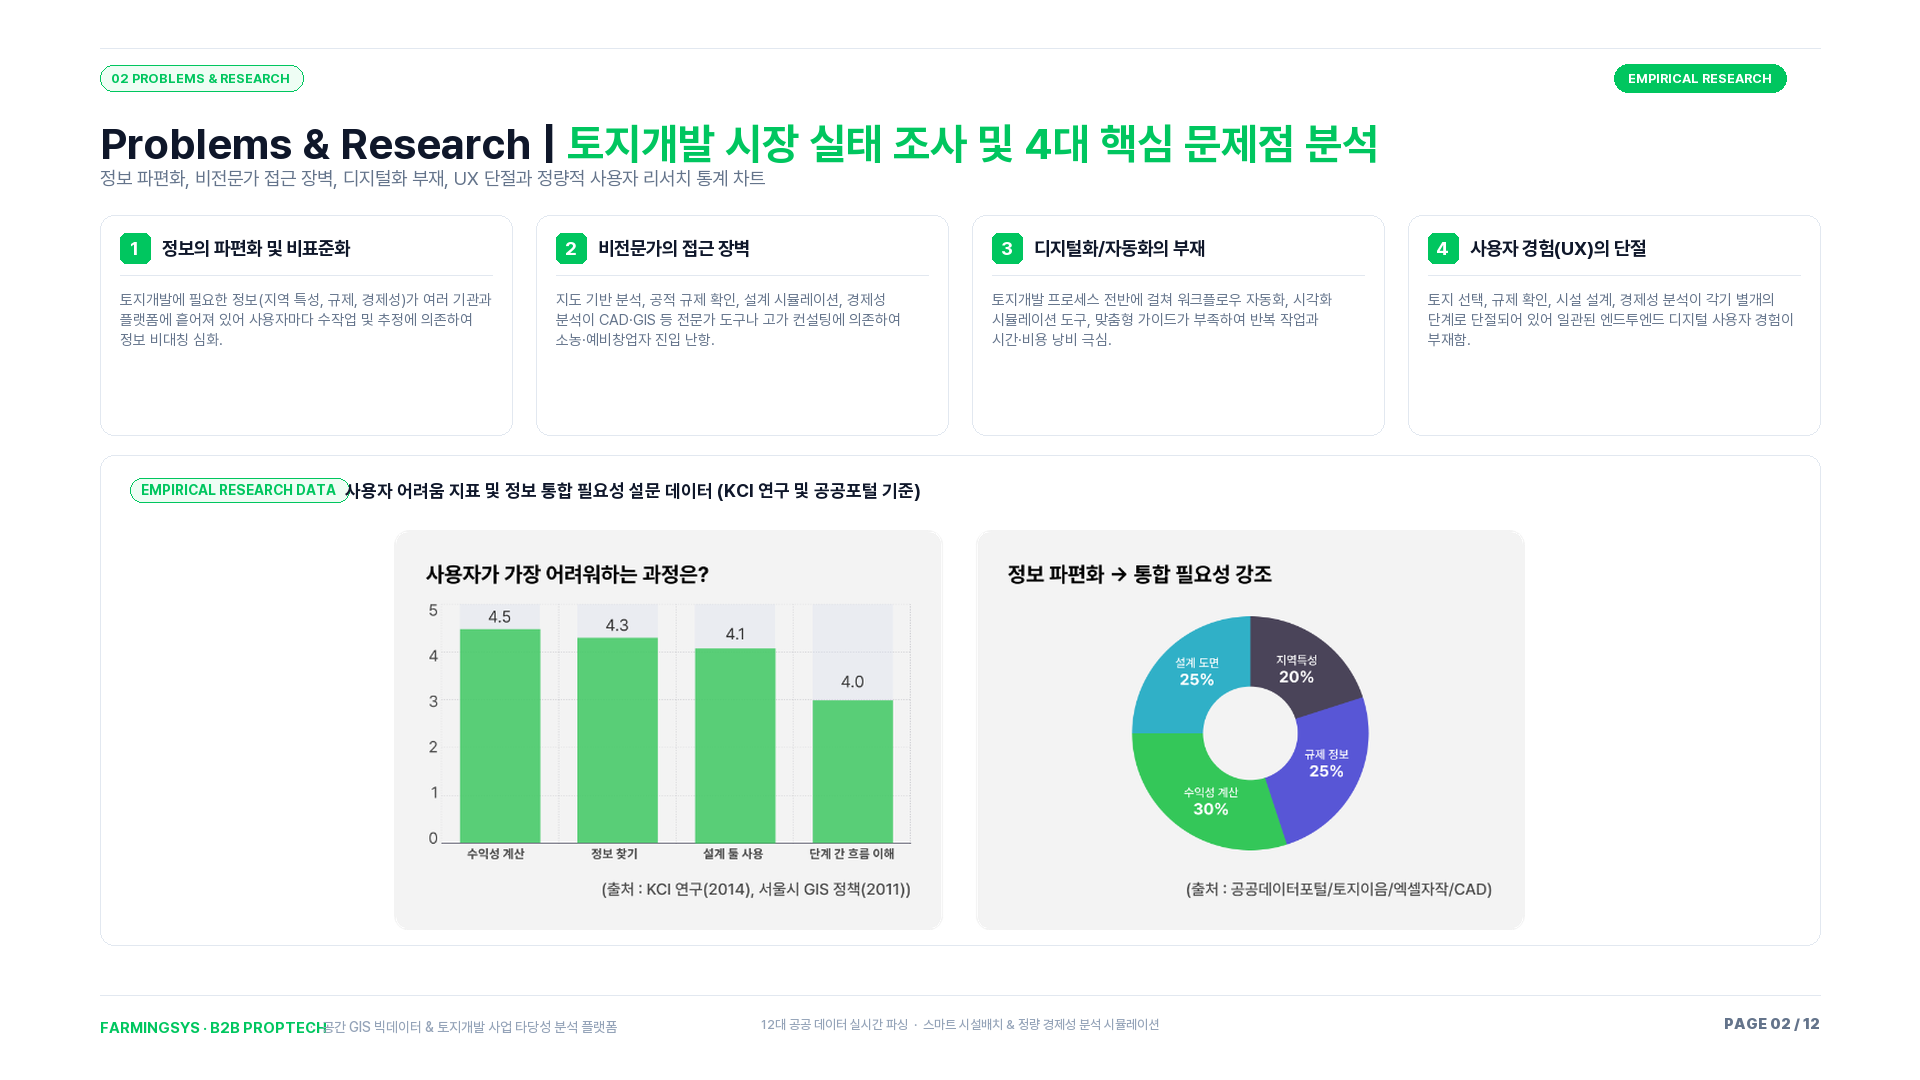 02 PROBLEMS & RESEARCH
EMPIRICAL RESEARCH
Problems & Research | 토지개발 시장 실태 조사 및 4대 핵심 문제점 분석
정보 파편화, 비전문가 접근 장벽, 디지털화 부재, UX 단절과 정량적 사용자 리서치 통계 차트
1 정보의 파편화 및 비표준화
토지개발에 필요한 정보(지역 특성, 규제, 경제성)가 여러 기관과
플랫폼에 흩어져 있어 사용자마다 수작업 및 추정에 의존하여
정보 비대칭 심화.
2 비전문가의 접근 장벽
지도 기반 분석, 공적 규제 확인, 설계 시뮬레이션, 경제성
분석이 CAD·GIS 등 전문가 도구나 고가 컨설팅에 의존하여
소농·예비창업자 진입 난항.
3 디지털화/자동화의 부재
토지개발 프로세스 전반에 걸쳐 워크플로우 자동화, 시각화
시뮬레이션 도구, 맞춤형 가이드가 부족하여 반복 작업과
시간·비용 낭비 극심.
4 사용자 경험(UX)의 단절
토지 선택, 규제 확인, 시설 설계, 경제성 분석이 각기 별개의
단계로 단절되어 있어 일관된 엔드투엔드 디지털 사용자 경험이
부재함.
EMPIRICAL RESEARCH DATA
사용자 어려움 지표 및 정보 통합 필요성 설문 데이터 (KCI 연구 및 공공포털 기준)
사용자가 가장 어려워하는 과정은?
5
4
3
2
1
0
4.5
4.3
4.1
4.0
수익성 계산
정보 찾기
설계 툴 사용
단계 간 흐름 이해
(출처 : KCI 연구(2014), 서울시 GIS 정책(2011))
정보 파편화 → 통합 필요성 강조
설계 도면
25%
지역특성
20%
규제 정보
25%
수익성 계산
30%
(출처 : 공공데이터포털/토지이음/엑셀자작/CAD)
FARMINGSYS · B2B PROPTECH
공간 GIS 빅데이터 & 토지개발 사업 타당성 분석 플랫폼
12대 공공 데이터 실시간 파싱 · 스마트 시설배치 & 정량 경제성 분석 시뮬레이션
PAGE 02 / 12